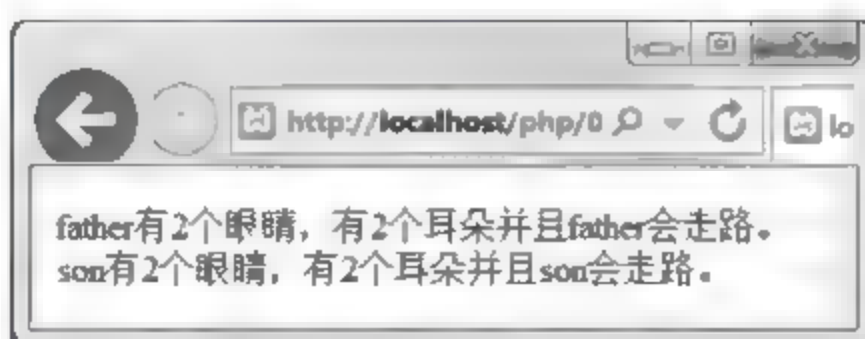 http://localhost/php/0
lo
father有2个眼睛，有2个耳朵并且father会走路。
son有2个眼睛，有2个耳朵并且son会走路。